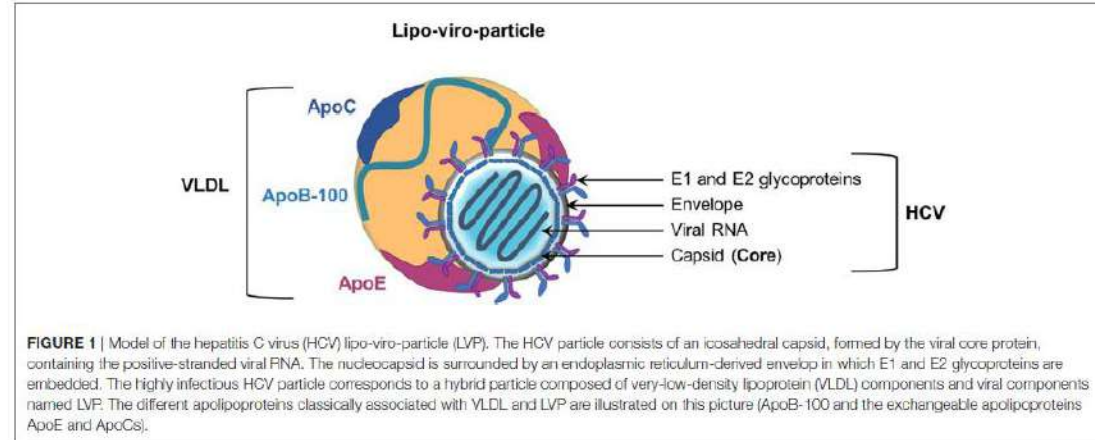 Lipo-viro-particle
ApoC
VLDL
ApoB-100
ApoE
E1 and E2 glycoproteins
Envelope
Viral RNA
Capsid (Core)
HCV
FIGURE 1 | Model of the hepatitis C virus (HCV) lipo-viro-particle (LVP). The HCV particle consists of an icosahedral capsid, formed by the viral core protein,
containing the positive-stranded viral RNA. The nucleocapsid is surrounded by an endoplasmic reticulum-derived envelop in which E1 and E2 glycoproteins are
embedded. The highly infectious HCV particle corresponds to a hybrid particle composed of very-low-density lipoprotein (VLDL) components and viral components
named LVP. The different apolipoproteins classically associated with VLDL and LVP are illustrated on this picture (ApoB-100 and the exchangeable apolipoproteins
ApoE and ApoCs).